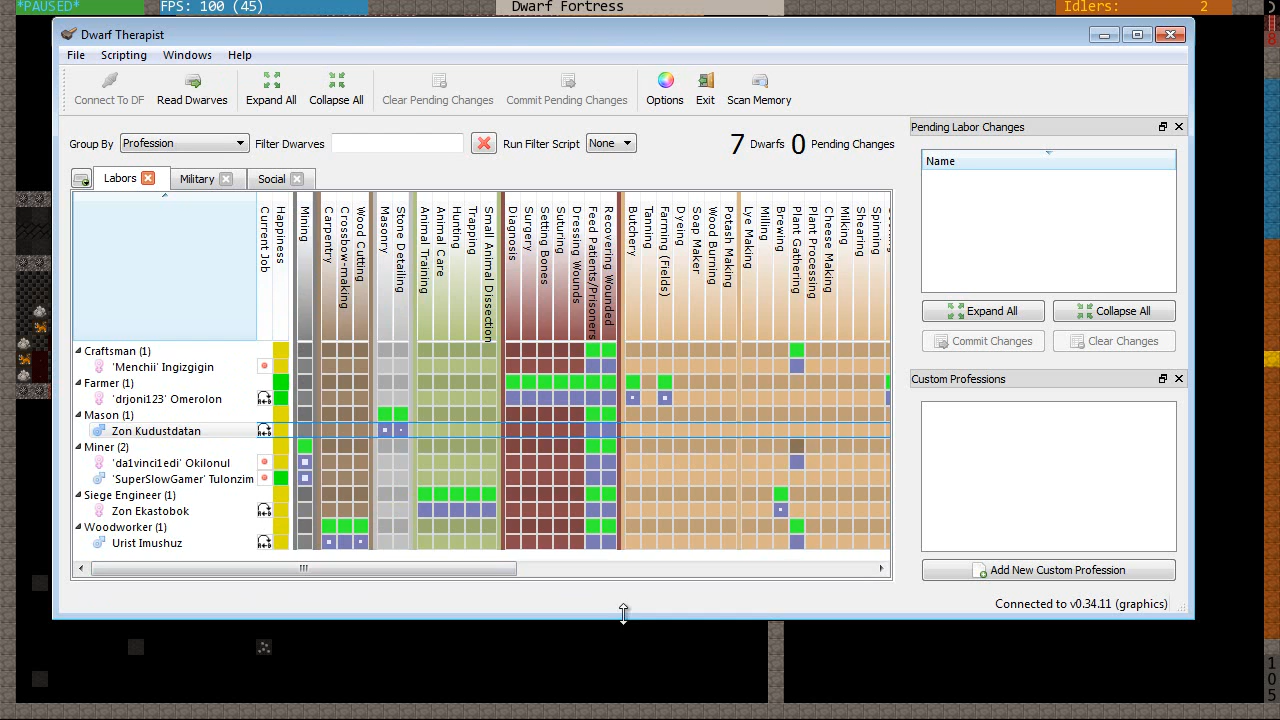 *PAUSED*
FPS: 100 (45)
Dwarf Fortress
Idlers: 2
Dwarf Therapist
File Scripting Windows Help
Connect To DF
Read Dwarves
Expand All
Collapse All
Clear Pending Changes
Commit Pending Changes
Options
Exit
Scan Memory
Group By
Profession
Filter Dwarves
Run Filter
None
7 Dwarfs 0 Pending Changes
Labors
Military
Social
Current Job
Happiness
Mining
Carpentry
Crossbow-making
Wood Cutting
Masonry
Stone Detailing
Animal Training
Animal Care
Hunting
Trapping
Animal Dissection
Diagnosis
Surgery
Setting Bones
Suturing
Dressing Wounds
Feed Patients/Prisoners
Recovering Wounded
Butchery
Farming (Fields)
Dyeing
Soap Maker
Wood Burning
Potash Making
Lye Making
Milling
Brewing
Plant Gathering
Plant Processing
Cheese Making
Milking
Shearing
Spinning
Craftsman (1)
'Menchii' Ingizgigin
Farmer (1)
'drjoni123' Omerolon
Mason (1)
Zon Kudustdatan
Miner (2)
'da1vinci1edi' Okilonul
'SuperSlowGamer' Tulonzim
Siege Engineer (1)
Zon Ekastobok
Woodworker (1)
Urist Imushuz
Pending Labor Changes
Name
Expand All
Collapse All
Commit Changes
Clear Changes
Custom Professions
Add New Custom Profession
Connected to v0.34.11 (graphics)
105